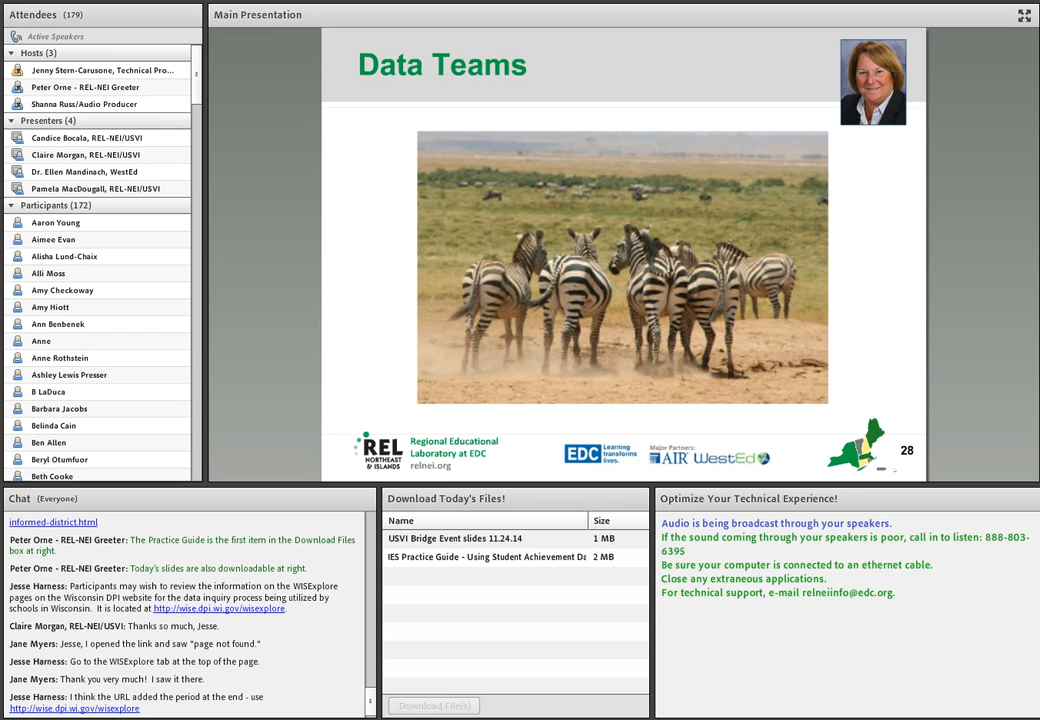 Attendees (179)
Active Speakers
Hosts (3)
Jenny Stern-Carusone, Technical Pro...
Peter Orne - REL-NEI Greeter
Shanna Russ/Audio Producer
Presenters (4)
Candice Bocala, REL-NEI/USVI
Claire Morgan, REL-NEI/USVI
Dr. Ellen Mandinach, WestEd
Pamela MacDougall, REL-NEI/USVI
Participants (172)
Aaron Young
Aimee Evan
Alisha Lund-Chaix
Alli Moss
Amy Checkoway
Amy Hiott
Ann Benbenek
Anne
Anne Rothstein
Ashley Lewis Presser
B LaDuca
Barbara Jacobs
Belinda Cain
Ben Allen
Beryl Otumfuor
Beth Cooke
Main Presentation
Data Teams
REL
NORTHEAST
& ISLANDS
Regional Educational
Laboratory at EDC
relnei.org
EDC
Learning
transforms
lives.
Major Partners:
AIR WestEd
28
Chat (Everyone)
informed-district.html
Peter Orne - REL-NEI Greeter: The Practice Guide is the first item in the Download Files
box at right.
Peter Orne - REL-NEI Greeter: Today's slides are also downloadable at right.
Jesse Harness: Participants may wish to review the information on the WISExplore
pages on the Wisconsin DPI website for the data inquiry process being utilized by
schools in Wisconsin. It is located at http://wise.dpi.wi.gov/wisexplore.
Claire Morgan, REL-NEI/USVI: Thanks so much, Jesse.
Jane Myers: Jesse, I opened the link and saw "page not found."
Jesse Harness: Go to the WISExplore tab at the top of the page.
Jane Myers: Thank you very much! I saw it there.
Jesse Harness: I think the URL added the period at the end - use
http://wise.dpi.wi.gov/wisexplore
Download Today's Files!
Name Size
USVI Bridge Event slides 11.24.14 1 MB
IES Practice Guide - Using Student Achievement Da 2 MB
Download File(s)
Optimize Your Technical Experience!
Audio is being broadcast through your speakers.
If the sound coming through your speakers is poor, call in to listen: 888-803-
6395
Be sure your computer is connected to an ethernet cable.
Close any extraneous applications.
For technical support, e-mail relneiinfo@edc.org.